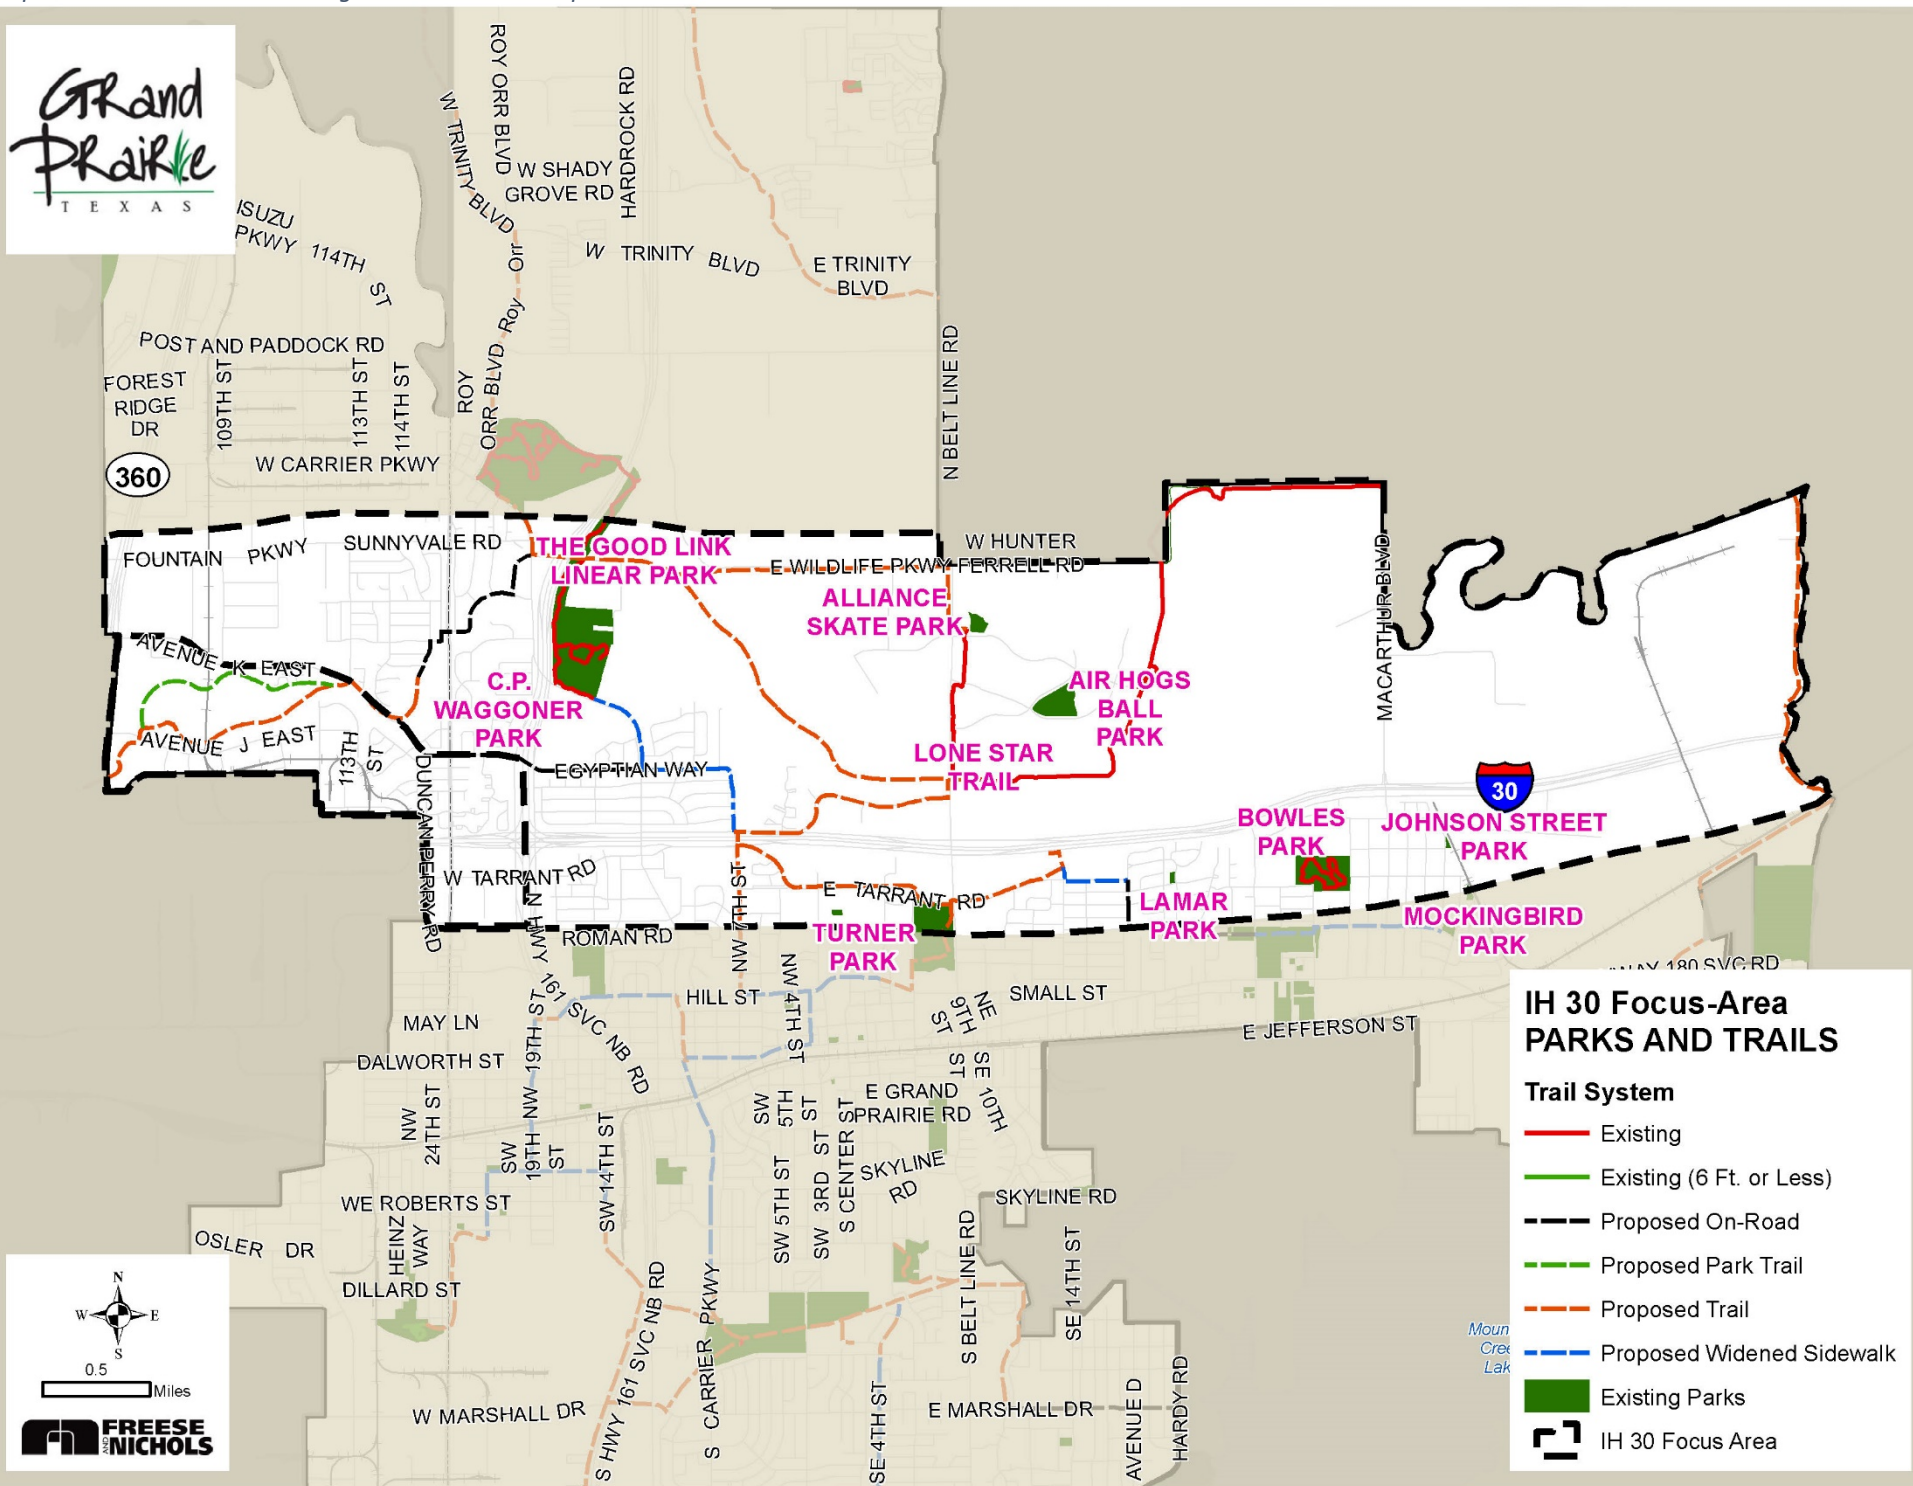 GRand
PRaiRie
TEXAS
ROY ORR BLVD
HARDROCK RD
W TRINITY BLVD
W SHADY
GROVE RD
ISUZU
PKWY
114TH
ST
Roy Orr
W TRINITY BLVD
E TRINITY
BLVD
POST AND PADDOCK RD
FOREST
RIDGE
DR
109TH ST
113TH ST
114TH ST
ROY
ORR BLVD
N BELT LINE RD
W CARRIER PKWY
360
FOUNTAIN PKWY
SUNNYVALE RD
THE GOOD LINK
LINEAR PARK
W HUNTER
FERRELL RD
E WILDLIFE PKWY
ALLIANCE
SKATE PARK
MACARTHUR BLVD
AVENUE K EAST
C.P.
WAGGONER
PARK
AIR HOGS
BALL
PARK
AVENUE J EAST
113TH
ST
LONE STAR
TRAIL
EGYPTIAN WAY
DUNCAN PERRY RD
30
BOWLES
PARK
JOHNSON STREET
PARK
W TARRANT RD
E TARRANT RD
NW 7TH ST
LAMAR
PARK
MOCKINGBIRD
PARK
TURNER
PARK
ROMAN RD
N HWY 161 SVC NB RD
HILL ST
NW 4TH ST
SMALL ST
NE
9TH
ST
E JEFFERSON ST
WAY 180 SVC RD
MAY LN
DALWORTH ST
NW 19TH ST
NW
24TH ST
SW
19TH
ST
SW 14TH ST
SW
5TH
ST
E GRAND
PRAIRIE RD
SE 10TH
ST
SW 5TH ST
SW 3RD ST
S CENTER ST
SKYLINE
RD
SKYLINE RD
WE ROBERTS ST
OSLER DR
HEINZ
WAY
DILLARD ST
S BELT LINE RD
SE 14TH ST
S HWY 161 SVC NB RD
S CARRIER PKWY
W MARSHALL DR
SE 4TH ST
E MARSHALL DR
AVENUE D
HARDY RD
Moun
Cree
Lak
N
W E
S
0.5
Miles
FREESE
AND
NICHOLS
IH 30 Focus-Area
PARKS AND TRAILS
Trail System
Existing
Existing (6 Ft. or Less)
Proposed On-Road
Proposed Park Trail
Proposed Trail
Proposed Widened Sidewalk
Existing Parks
IH 30 Focus Area